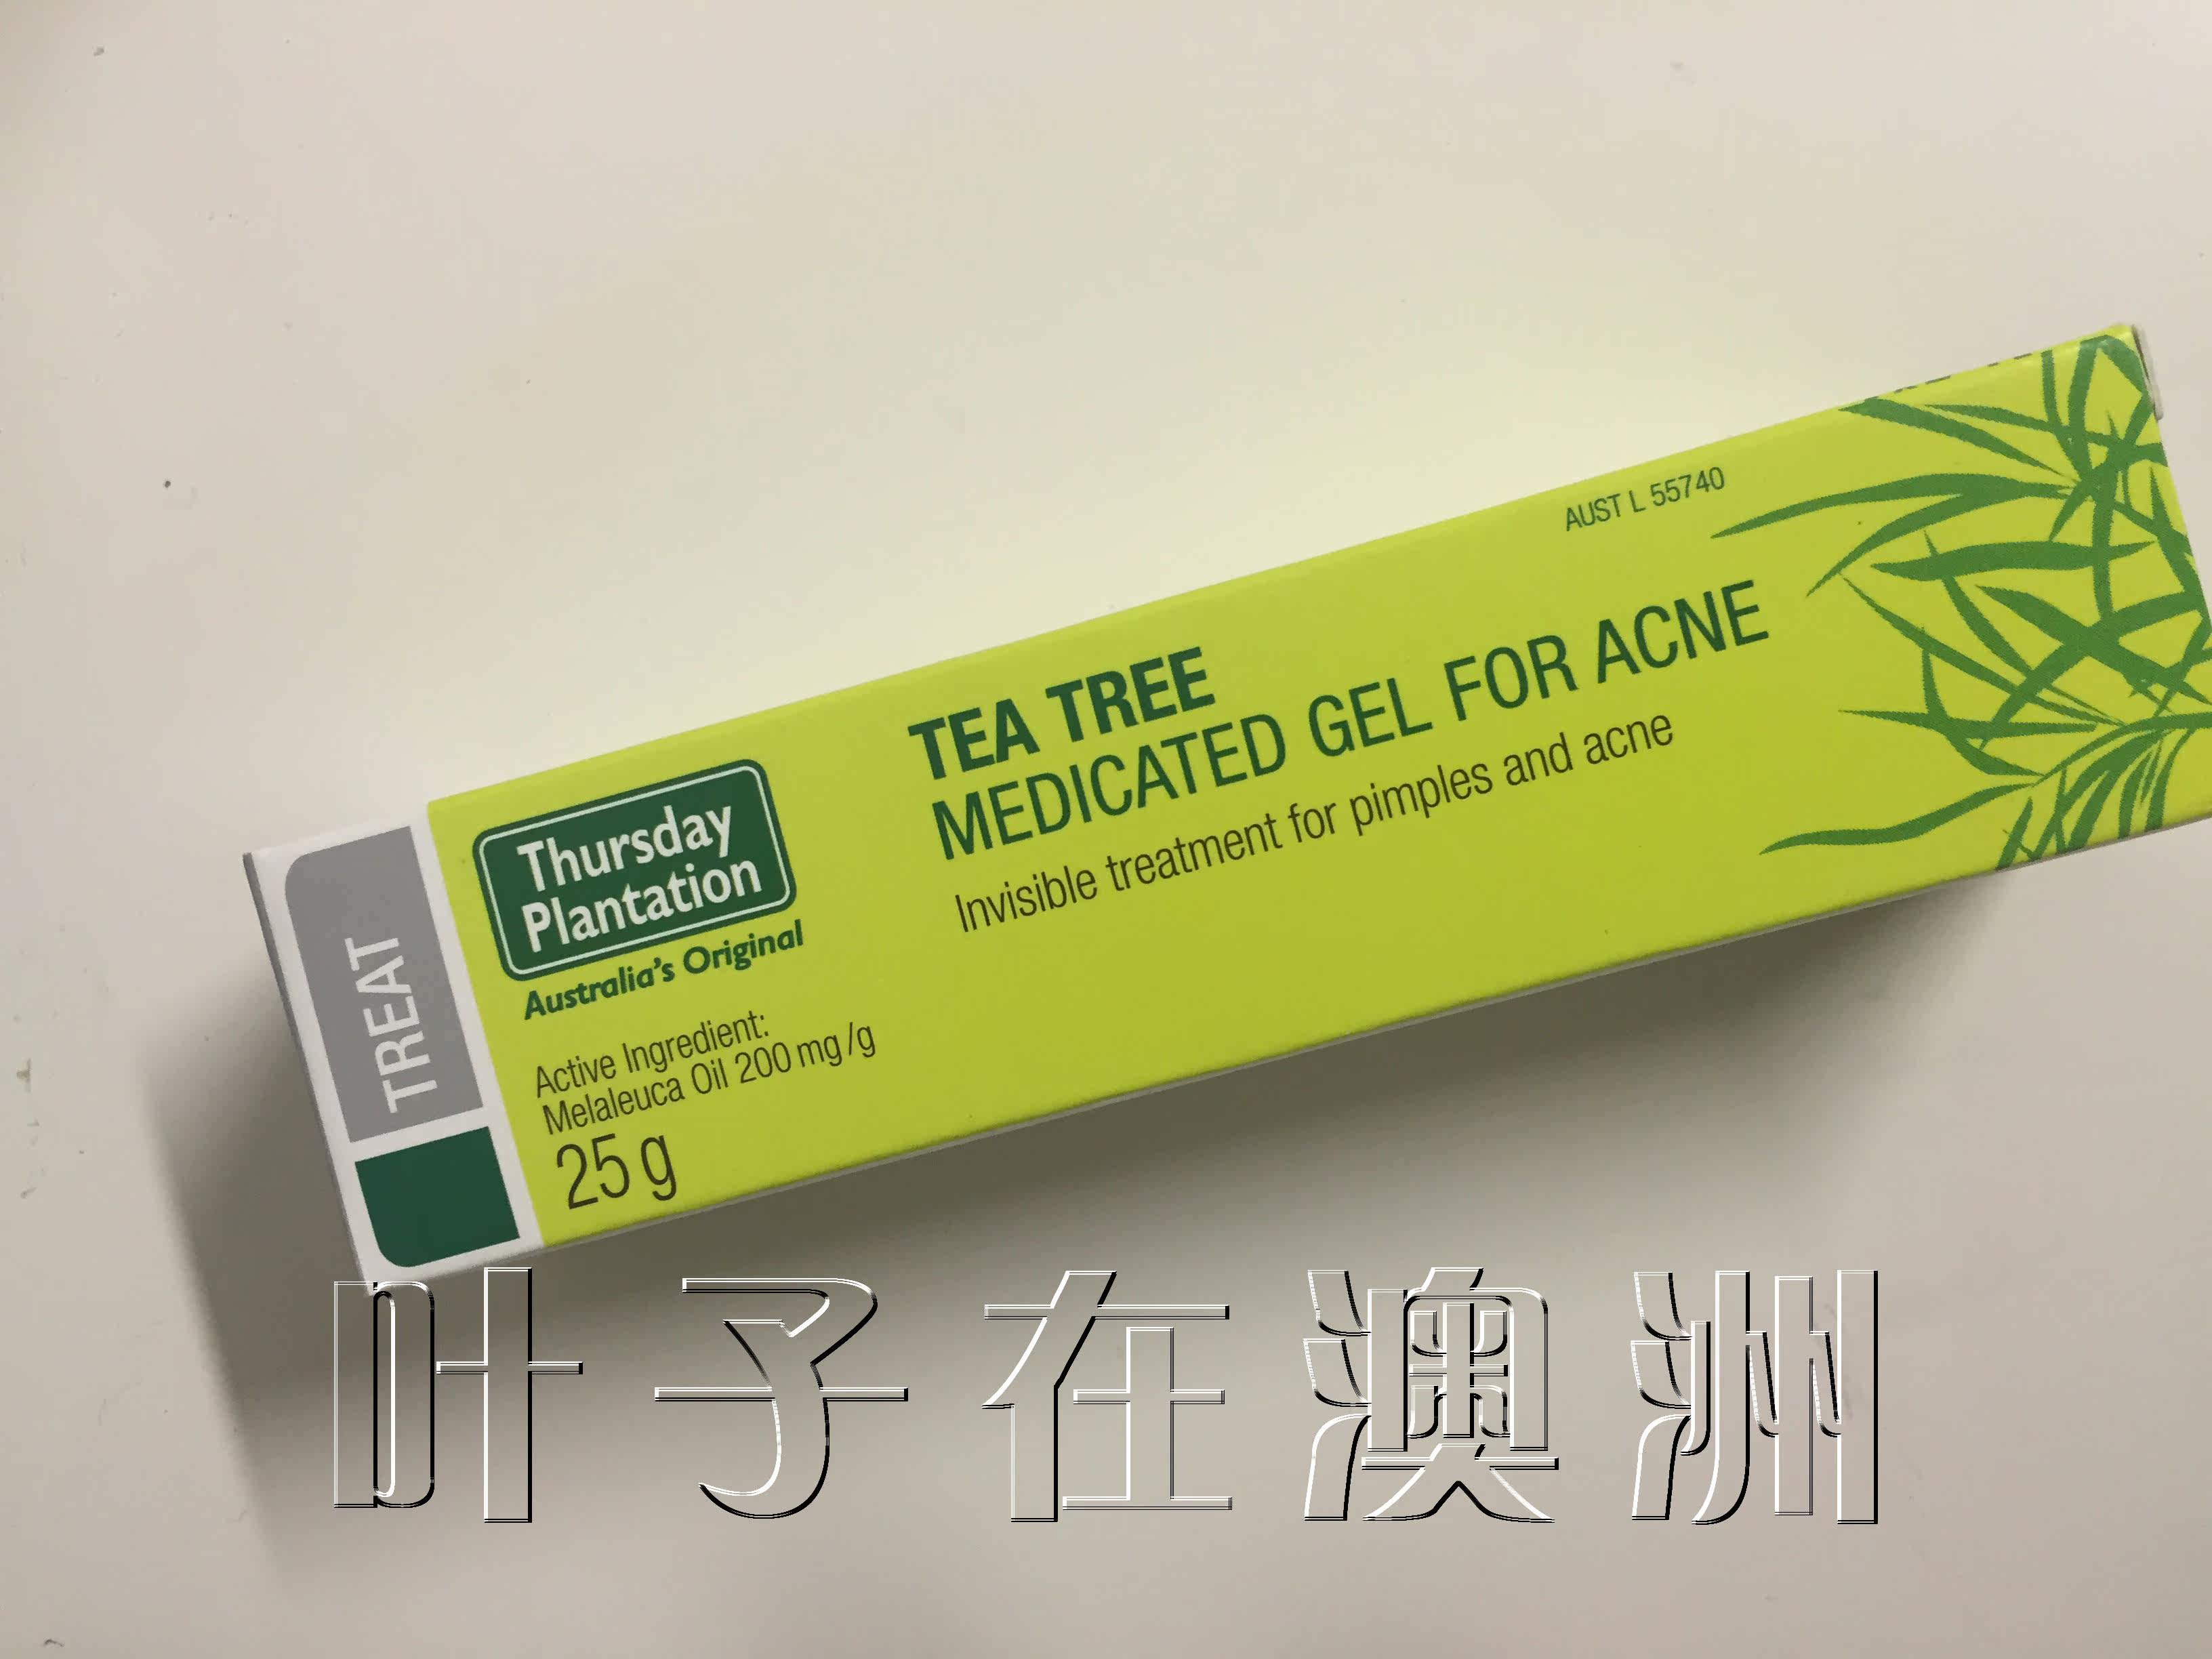 TREAT
Thursday
Plantation
Australia's Original
Active Ingredient:
Melaleuca Oil 200 mg/g
25 g
TEA TREE
MEDICATED GEL FOR ACNE
Invisible treatment for pimples and acne
AUST L 55740
叶子在澳洲